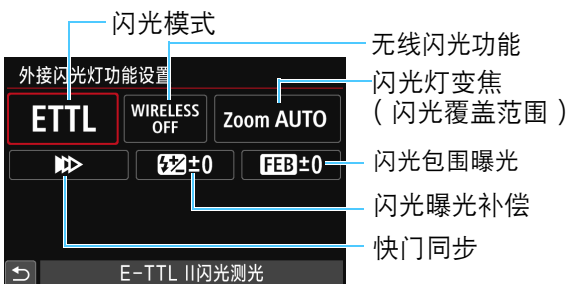 闪光模式
无线闪光功能
外接闪光灯功能设置
闪光灯变焦
（闪光覆盖范围）
ETTL
WIRELESS
OFF
Zoom AUTO
±0
FEB±0
闪光包围曝光
闪光曝光补偿
快门同步
E-TTL II闪光测光